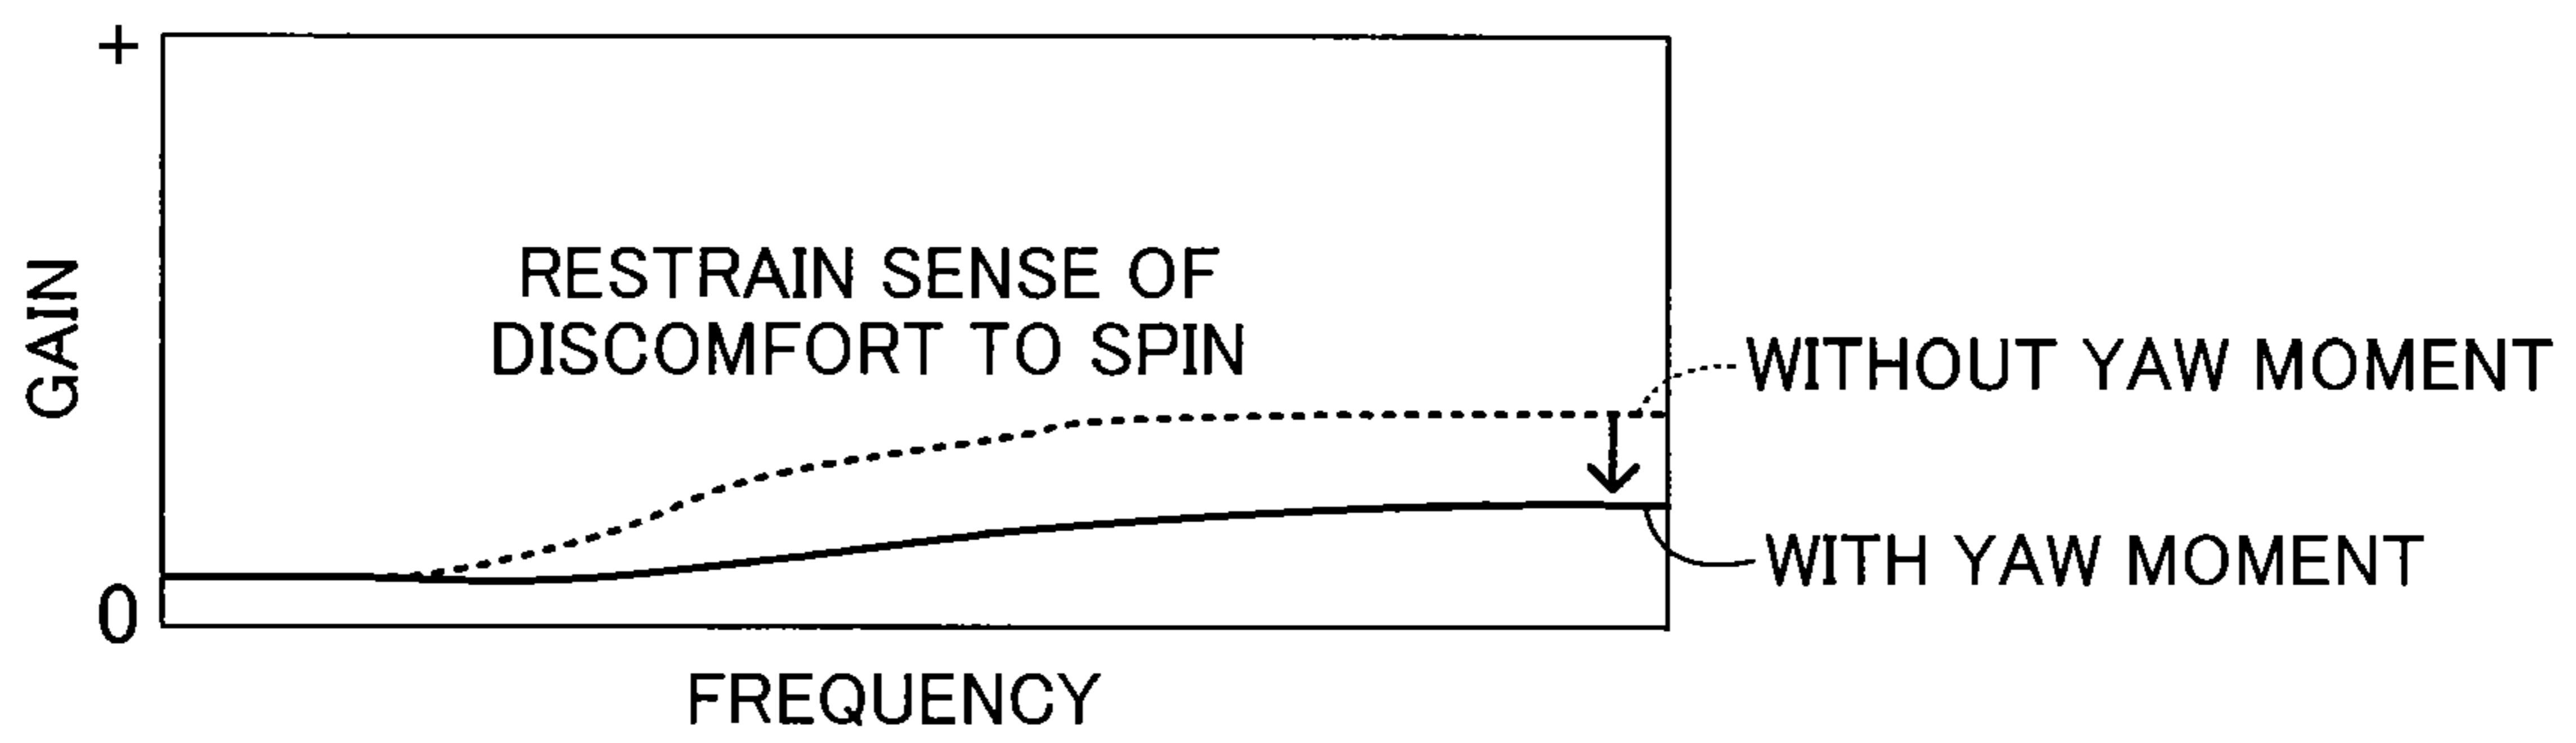 +
RESTRAIN SENSE OF
DISCOMFORT TO SPIN
GAIN
WITHOUT YAW MOMENT
WITH YAW MOMENT
0
FREQUENCY